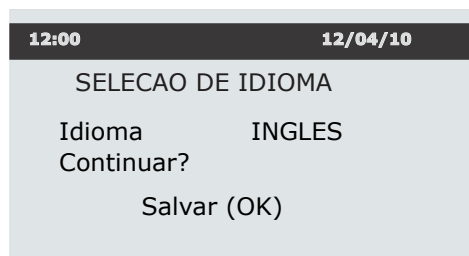 12:00 12/04/10
SELECAO DE IDIOMA
Idioma INGLES
Continuar?
Salvar (OK)